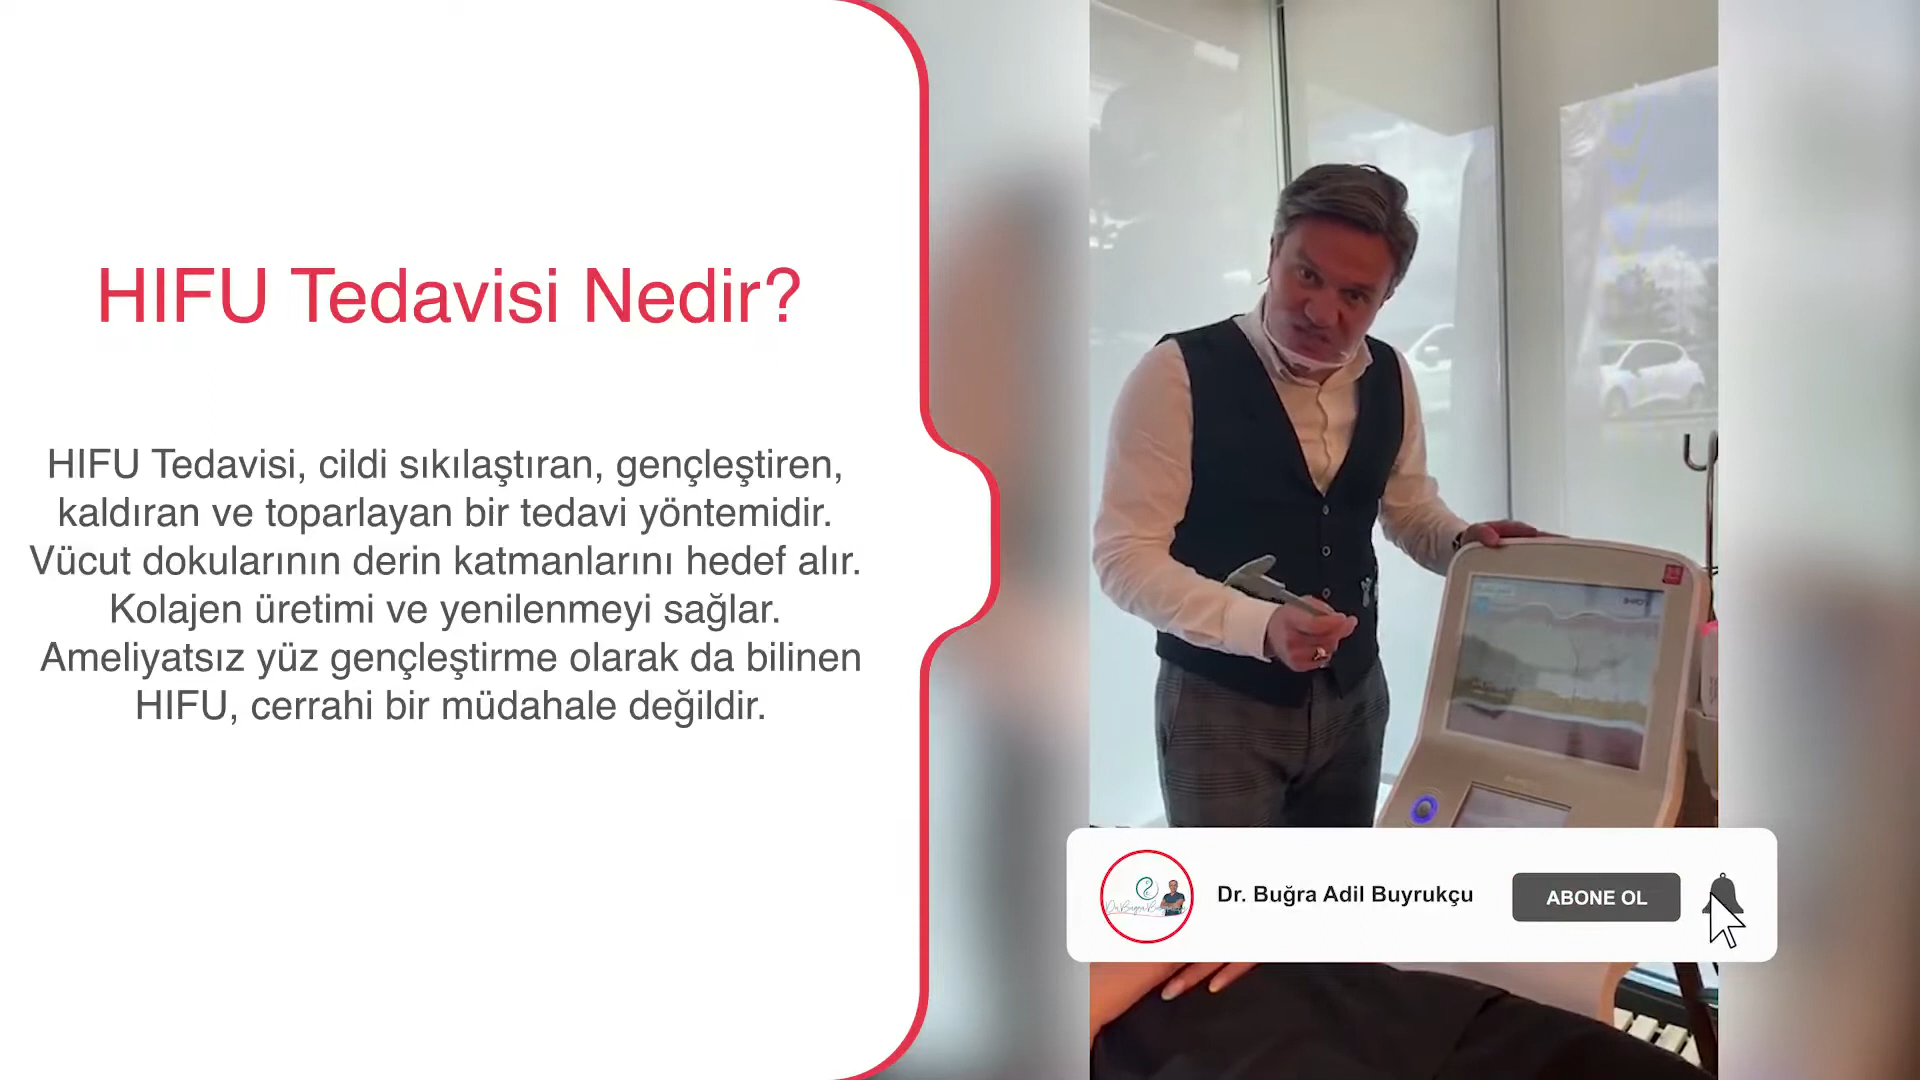 HIFU Tedavisi Nedir?
HIFU Tedavisi, cildi sıkılaştıran, gençleştiren,
kaldıran ve toparlayan bir tedavi yöntemidir.
Vücut dokularının derin katmanlarını hedef alır.
Kolajen üretimi ve yenilenmeyi sağlar.
Ameliyatsız yüz gençleştirme olarak da bilinen
HIFU, cerrahi bir müdahale değildir.
Dr. Buğra Adil Buyrukçu
ABONE OL